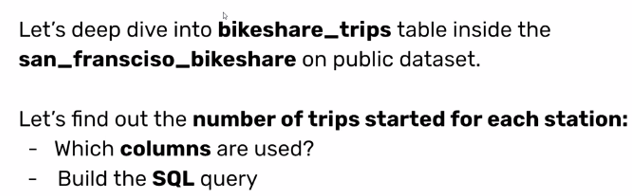 Let's deep dive into bikeshare_trips table inside the
san_fransciso_bikeshare on public dataset.
Let's find out the number of trips started for each station:
- Which columns are used?
- Build the SQL query